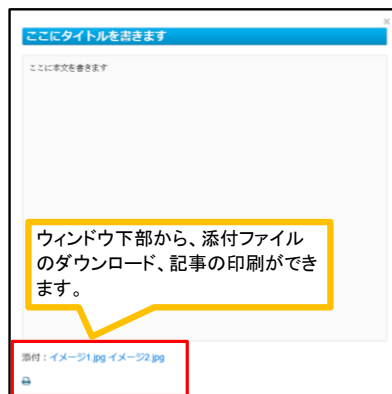 ×
ここにタイトルを書きます
ここに本文を書きます
ウィンドウ下部から、添付ファイル
のダウンロード、記事の印刷ができ
ます。
添付：イメージ1.jpg イメージ2.jpg